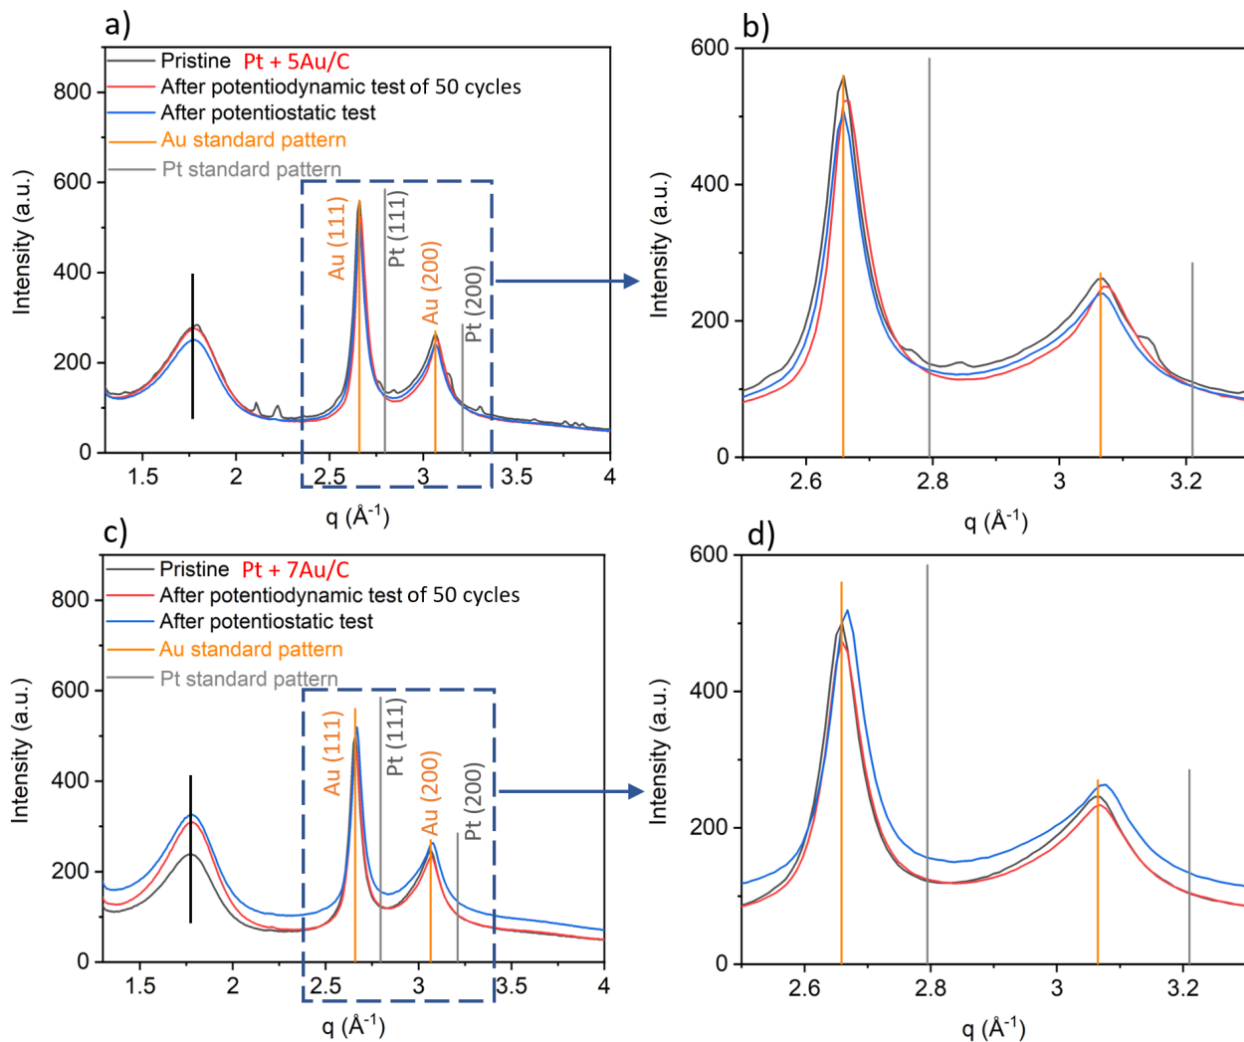 a)
Pristine Pt + 5Au/C
After potentiodynamic test of 50 cycles
After potentiostatic test
Au standard pattern
Pt standard pattern
800
600
400
200
0
Intensity (a.u.)
Au (111)
Pt (111)
Au (200)
Pt (200)
1.5
2
2.5
3
3.5
4
q (Å-1)
b)
600
400
200
0
Intensity (a.u.)
2.6
2.8
3
3.2
q (Å-1)
c)
Pristine Pt + 7Au/C
After potentiodynamic test of 50 cycles
After potentiostatic test
Au standard pattern
Pt standard pattern
800
600
400
200
0
Intensity (a.u.)
Au (111)
Pt (111)
Au (200)
Pt (200)
1.5
2
2.5
3
3.5
4
q (Å-1)
d)
600
400
200
0
Intensity (a.u.)
2.6
2.8
3
3.2
q (Å-1)